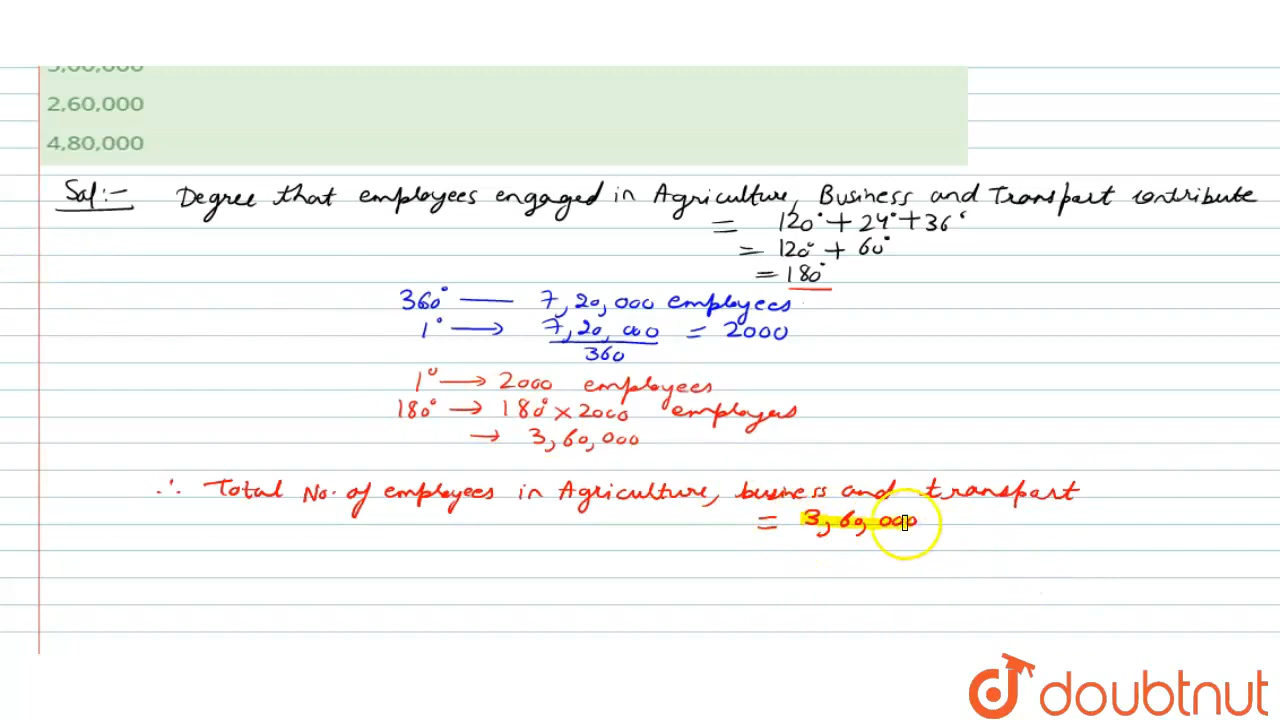 2,60,000
4,80,000
Sol:- Degree that employees engaged in Agriculture, Business and Transport contribute
= 120° + 24° + 36°
= 120° + 60°
= 180°
360° — 7,20,000 employees
1° → 7,20,000 = 2000
360
1° → 2000 employees
180° → 180° × 2000 employees
→ 3,60,000
∴ Total No. of employees in Agriculture, business and transport
= 3,60,000
doubtnut